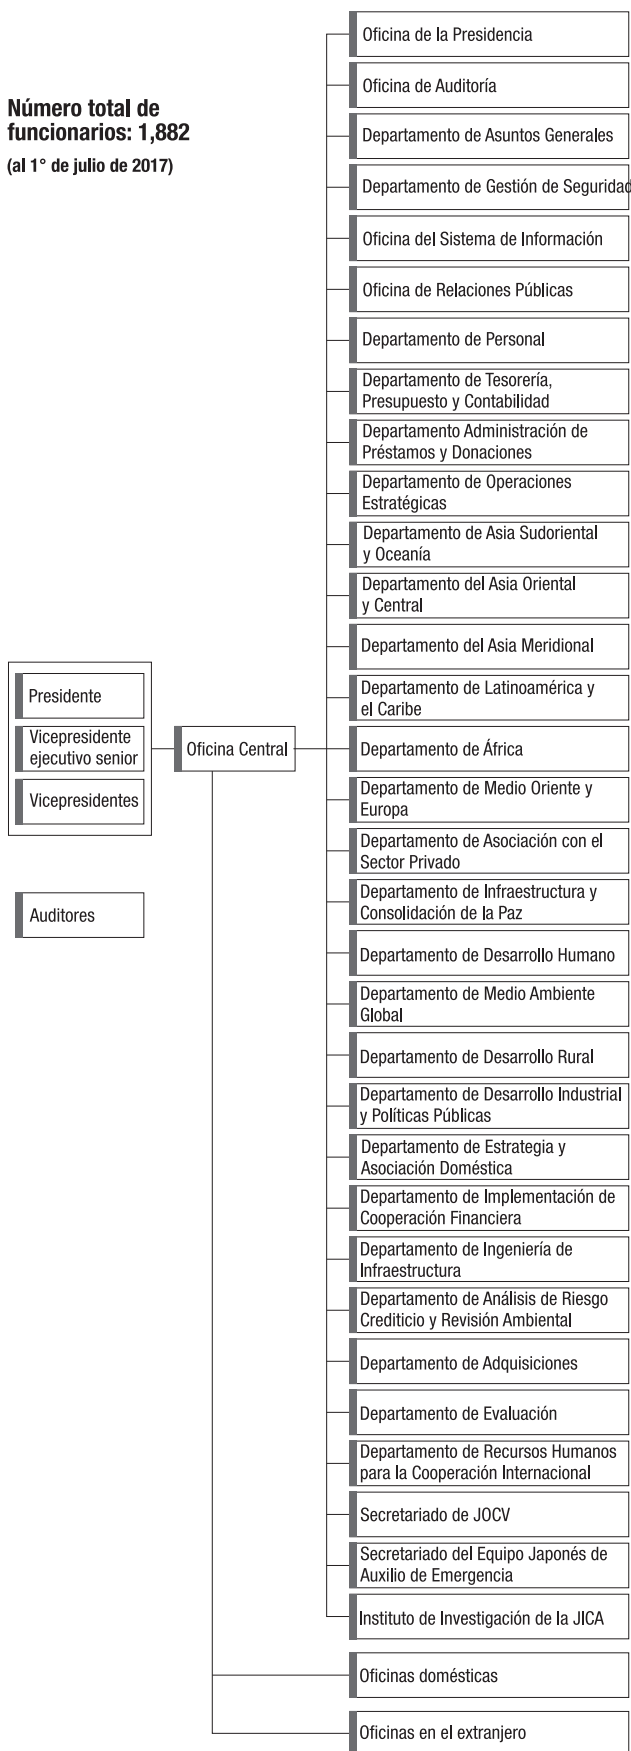 Número total de
funcionarios: 1,882
(al 1° de julio de 2017)
Presidente
Vicepresidente
ejecutivo senior
Vicepresidentes
Auditores
Oficina Central
Oficina de la Presidencia
Oficina de Auditoría
Departamento de Asuntos Generales
Departamento de Gestión de Seguridad
Oficina del Sistema de Información
Oficina de Relaciones Públicas
Departamento de Personal
Departamento de Tesorería,
Presupuesto y Contabilidad
Departamento Administración de
Préstamos y Donaciones
Departamento de Operaciones
Estratégicas
Departamento de Asia Sudoriental
y Oceanía
Departamento del Asia Oriental
y Central
Departamento del Asia Meridional
Departamento de Latinoamérica y
el Caribe
Departamento de África
Departamento de Medio Oriente y
Europa
Departamento de Asociación con el
Sector Privado
Departamento de Infraestructura y
Consolidación de la Paz
Departamento de Desarrollo Humano
Departamento de Medio Ambiente
Global
Departamento de Desarrollo Rural
Departamento de Desarrollo Industrial
y Políticas Públicas
Departamento de Estrategia y
Asociación Doméstica
Departamento de Implementación de
Cooperación Financiera
Departamento de Ingeniería de
Infraestructura
Departamento de Análisis de Riesgo
Crediticio y Revisión Ambiental
Departamento de Adquisiciones
Departamento de Evaluación
Departamento de Recursos Humanos
para la Cooperación Internacional
Secretariado de JOCV
Secretariado del Equipo Japonés de
Auxilio de Emergencia
Instituto de Investigación de la JICA
Oficinas domésticas
Oficinas en el extranjero